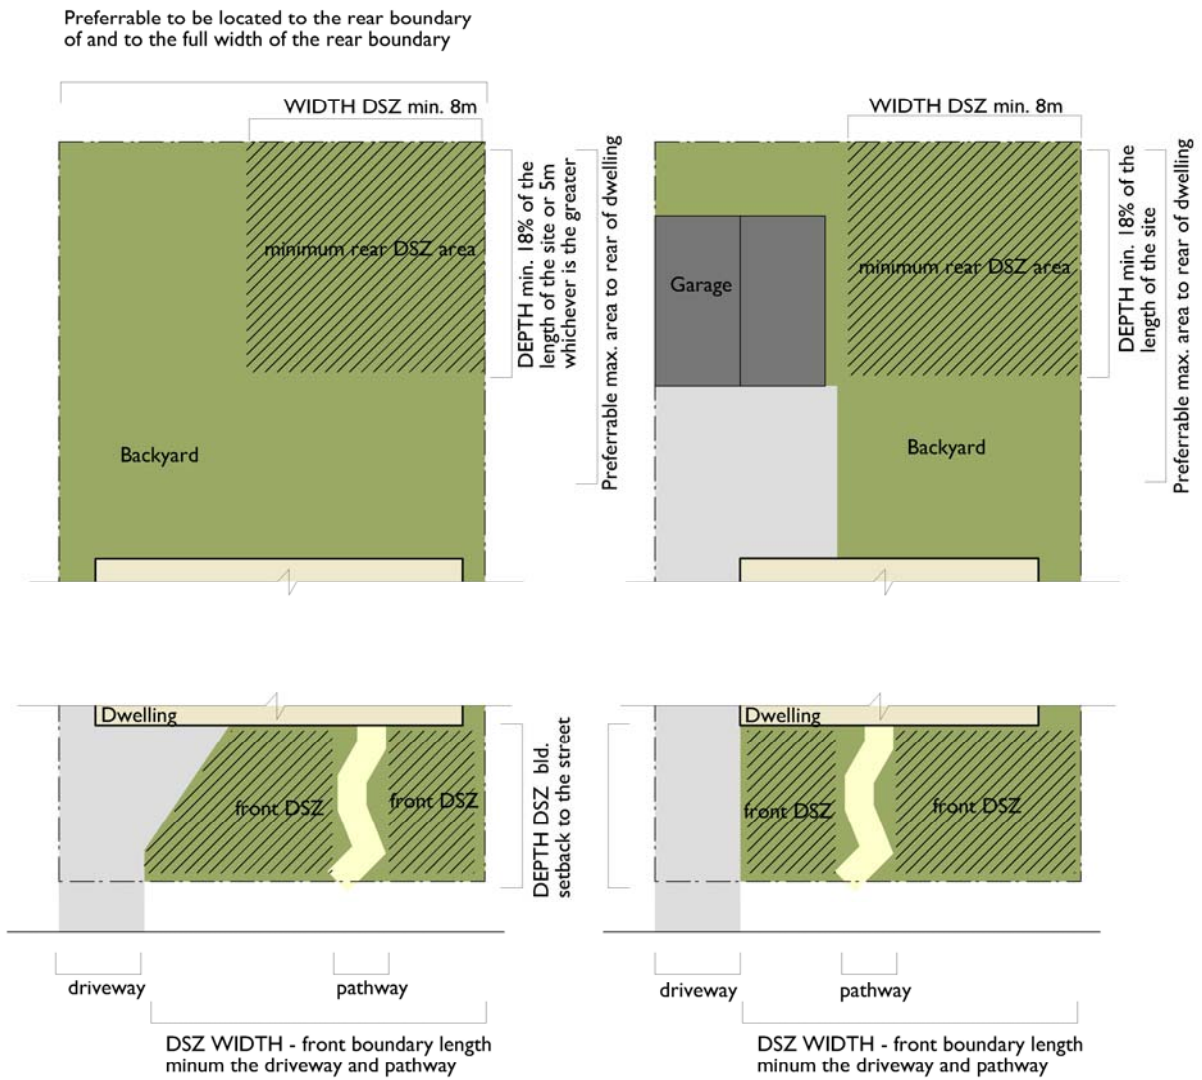 Preferrable to be located to the rear boundary
of and to the full width of the rear boundary
WIDTH DSZ min. 8m
minimum rear DSZ area
DEPTH min. 18% of the
length of the site or 5m
whichever is the greater
Preferrable max. area to rear of dwelling
Backyard
WIDTH DSZ min. 8m
Garage
minimum rear DSZ area
DEPTH min. 18% of the
length of the site
Preferrable max. area to rear of dwelling
Backyard
Dwelling
front DSZ
front DSZ
DEPTH DSZ bld.
setback to the street
driveway
pathway
DSZ WIDTH - front boundary length
minum the driveway and pathway
Dwelling
front DSZ
front DSZ
driveway
pathway
DSZ WIDTH - front boundary length
minum the driveway and pathway